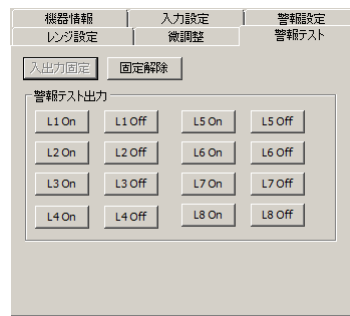 機器情報 入力設定 警報設定
レンジ設定 微調整 警報テスト
入出力固定 固定解除
警報テスト出力
L1 On L1 Off L5 On L5 Off
L2 On L2 Off L6 On L6 Off
L3 On L3 Off L7 On L7 Off
L4 On L4 Off L8 On L8 Off